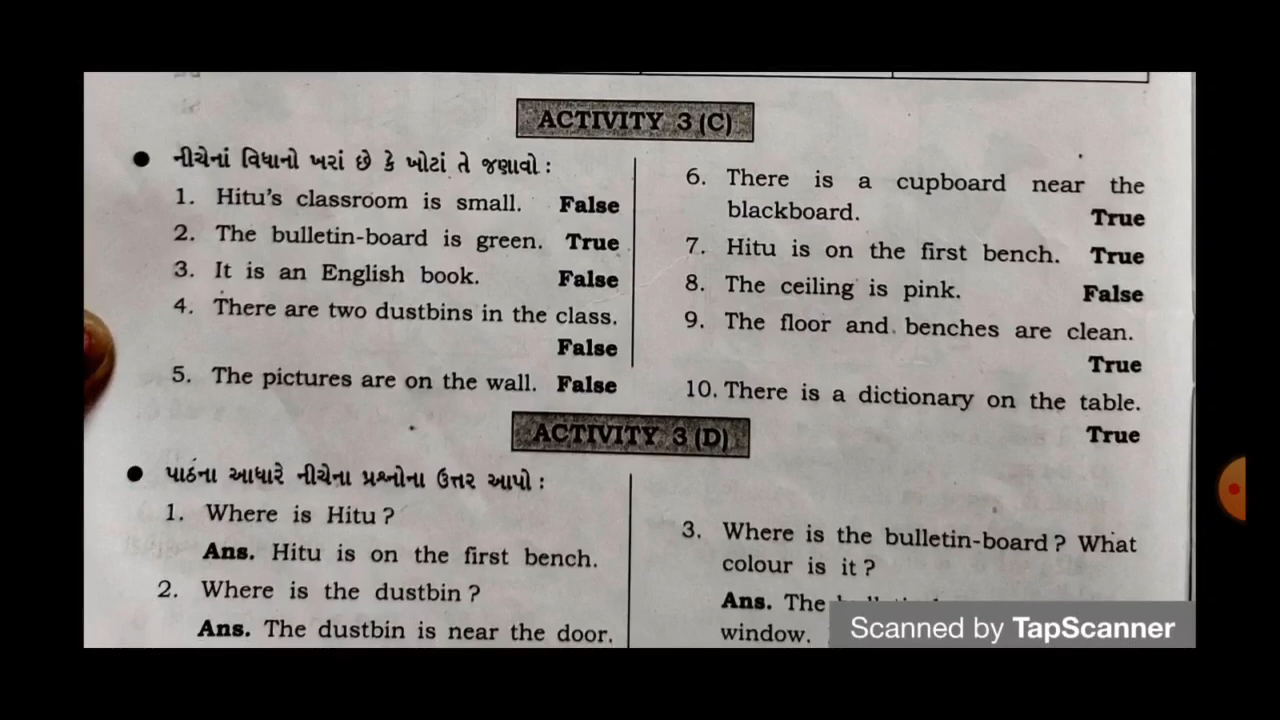 ACTIVITY 3 (C)
● નીચેનાં વિધાનો ખરાં છે કે ખોટાં તે જણાવો :
1. Hitu's classroom is small. False
2. The bulletin-board is green. True
3. It is an English book. False
4. There are two dustbins in the class.
False
5. The pictures are on the wall. False
6. There is a cupboard near the
blackboard. True
7. Hitu is on the first bench. True
8. The ceiling is pink. False
9. The floor and benches are clean.
True
10. There is a dictionary on the table.
True
ACTIVITY 3 (D)
● પાઠના આધારે નીચેના પ્રશ્નોના ઉત્તર આપો :
1. Where is Hitu ?
Ans. Hitu is on the first bench.
2. Where is the dustbin ?
Ans. The dustbin is near the door.
3. Where is the bulletin-board ? What
colour is it ?
Ans. The
window.
Scanned by TapScanner